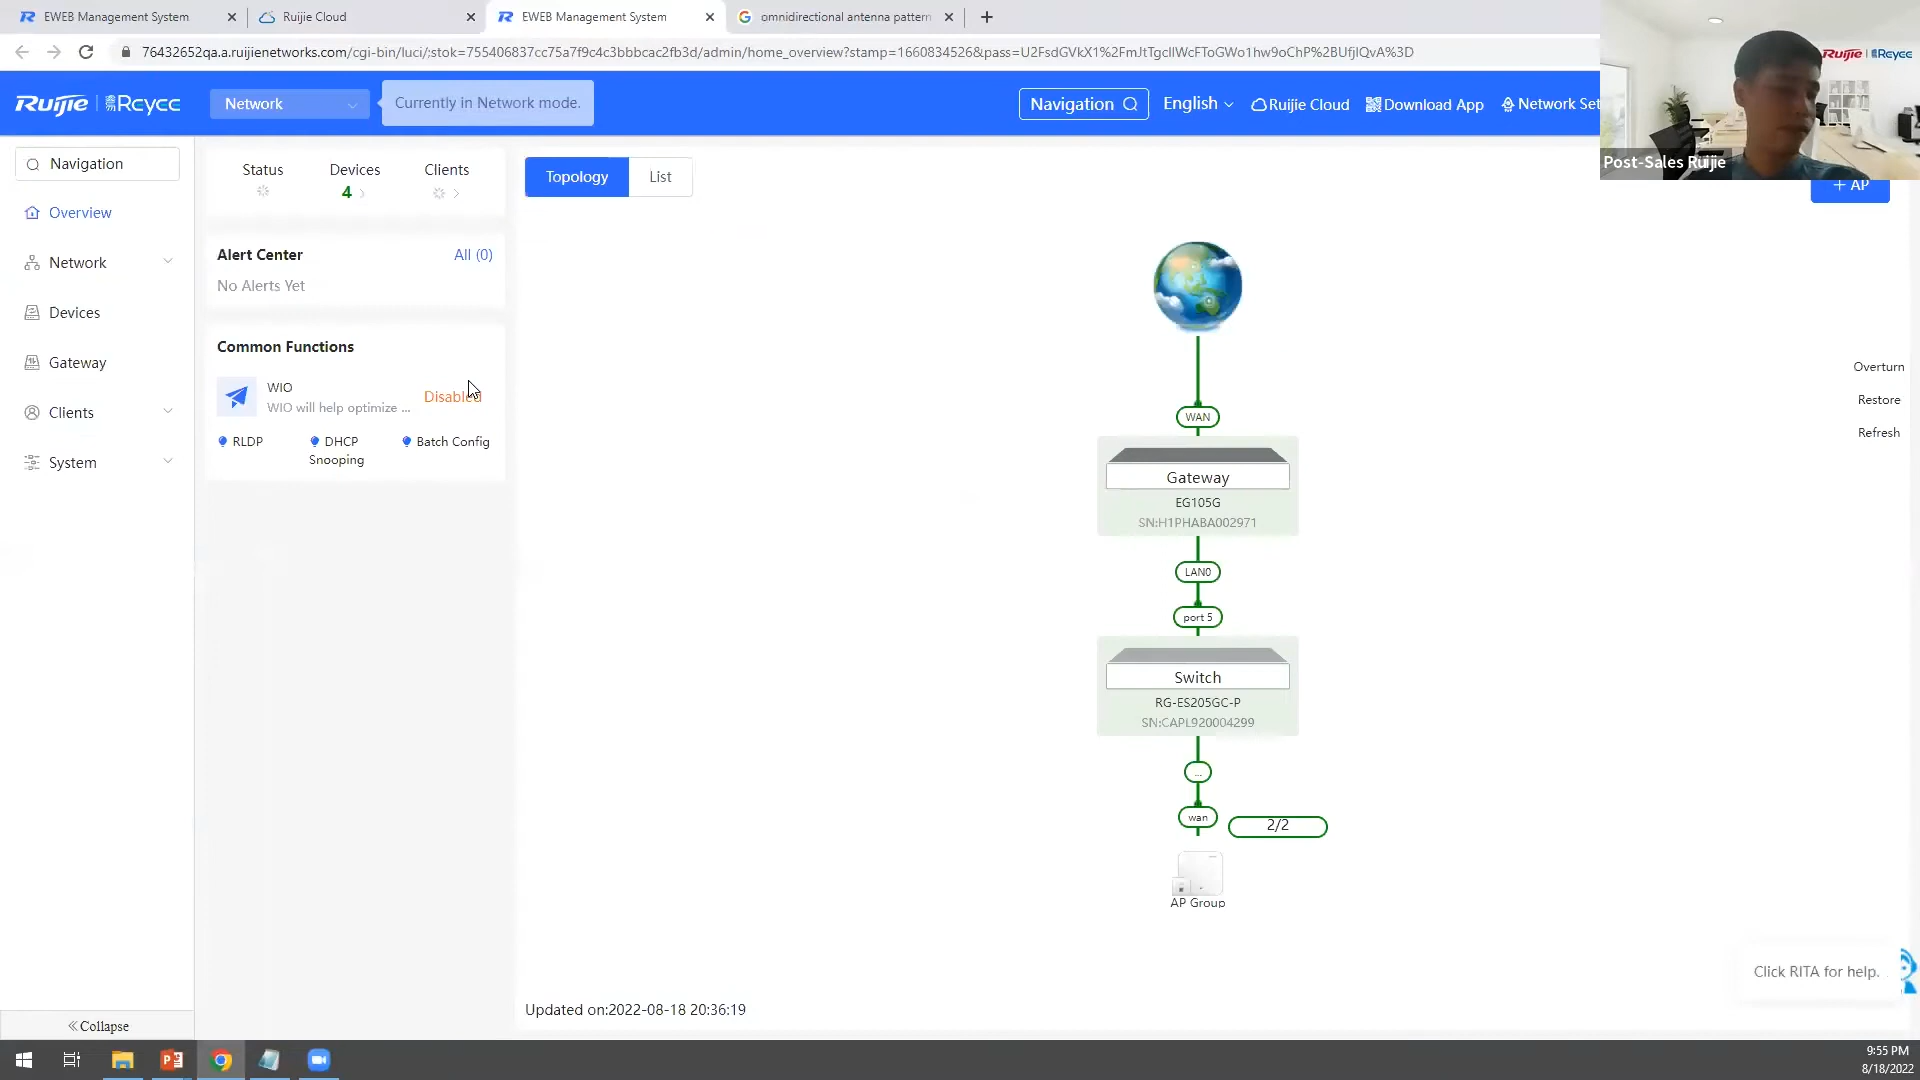 EWEB Management System
Ruijie Cloud
EWEB Management System
omnidirectional antenna pattern
76432652qa.a.ruijienetworks.com/cgi-bin/luci/;stok=755406837cc75a7f9c4c3bbbcac2fb3d/admin/home_overview?stamp=1660834526&pass=U2FsdGVkX1%2FmJtTgclIWcFToGWo1hw9oChP%2BUfjIQvA%3D
Ruijie | Reyee
Network
Currently in Network mode.
Navigation
English
Ruijie Cloud
Download App
Network Set
Ruijie | Reyee
Post-Sales Ruijie
Navigation
Overview
Network
Devices
Gateway
Clients
System
Collapse
Status
Devices
4
Clients
Alert Center
All (0)
No Alerts Yet
Common Functions
WIO
WIO will help optimize ...
Disabled
RLDP
DHCP
Snooping
Batch Config
Topology
List
+ AP
WAN
Gateway
EG105G
SN:H1PHABA002971
LAN0
port 5
Switch
RG-ES205GC-P
SN:CAPL920004299
...
wan
2/2
AP Group
Overturn
Restore
Refresh
Click RITA for help.
Updated on:2022-08-18 20:36:19
9:55 PM
8/18/2022